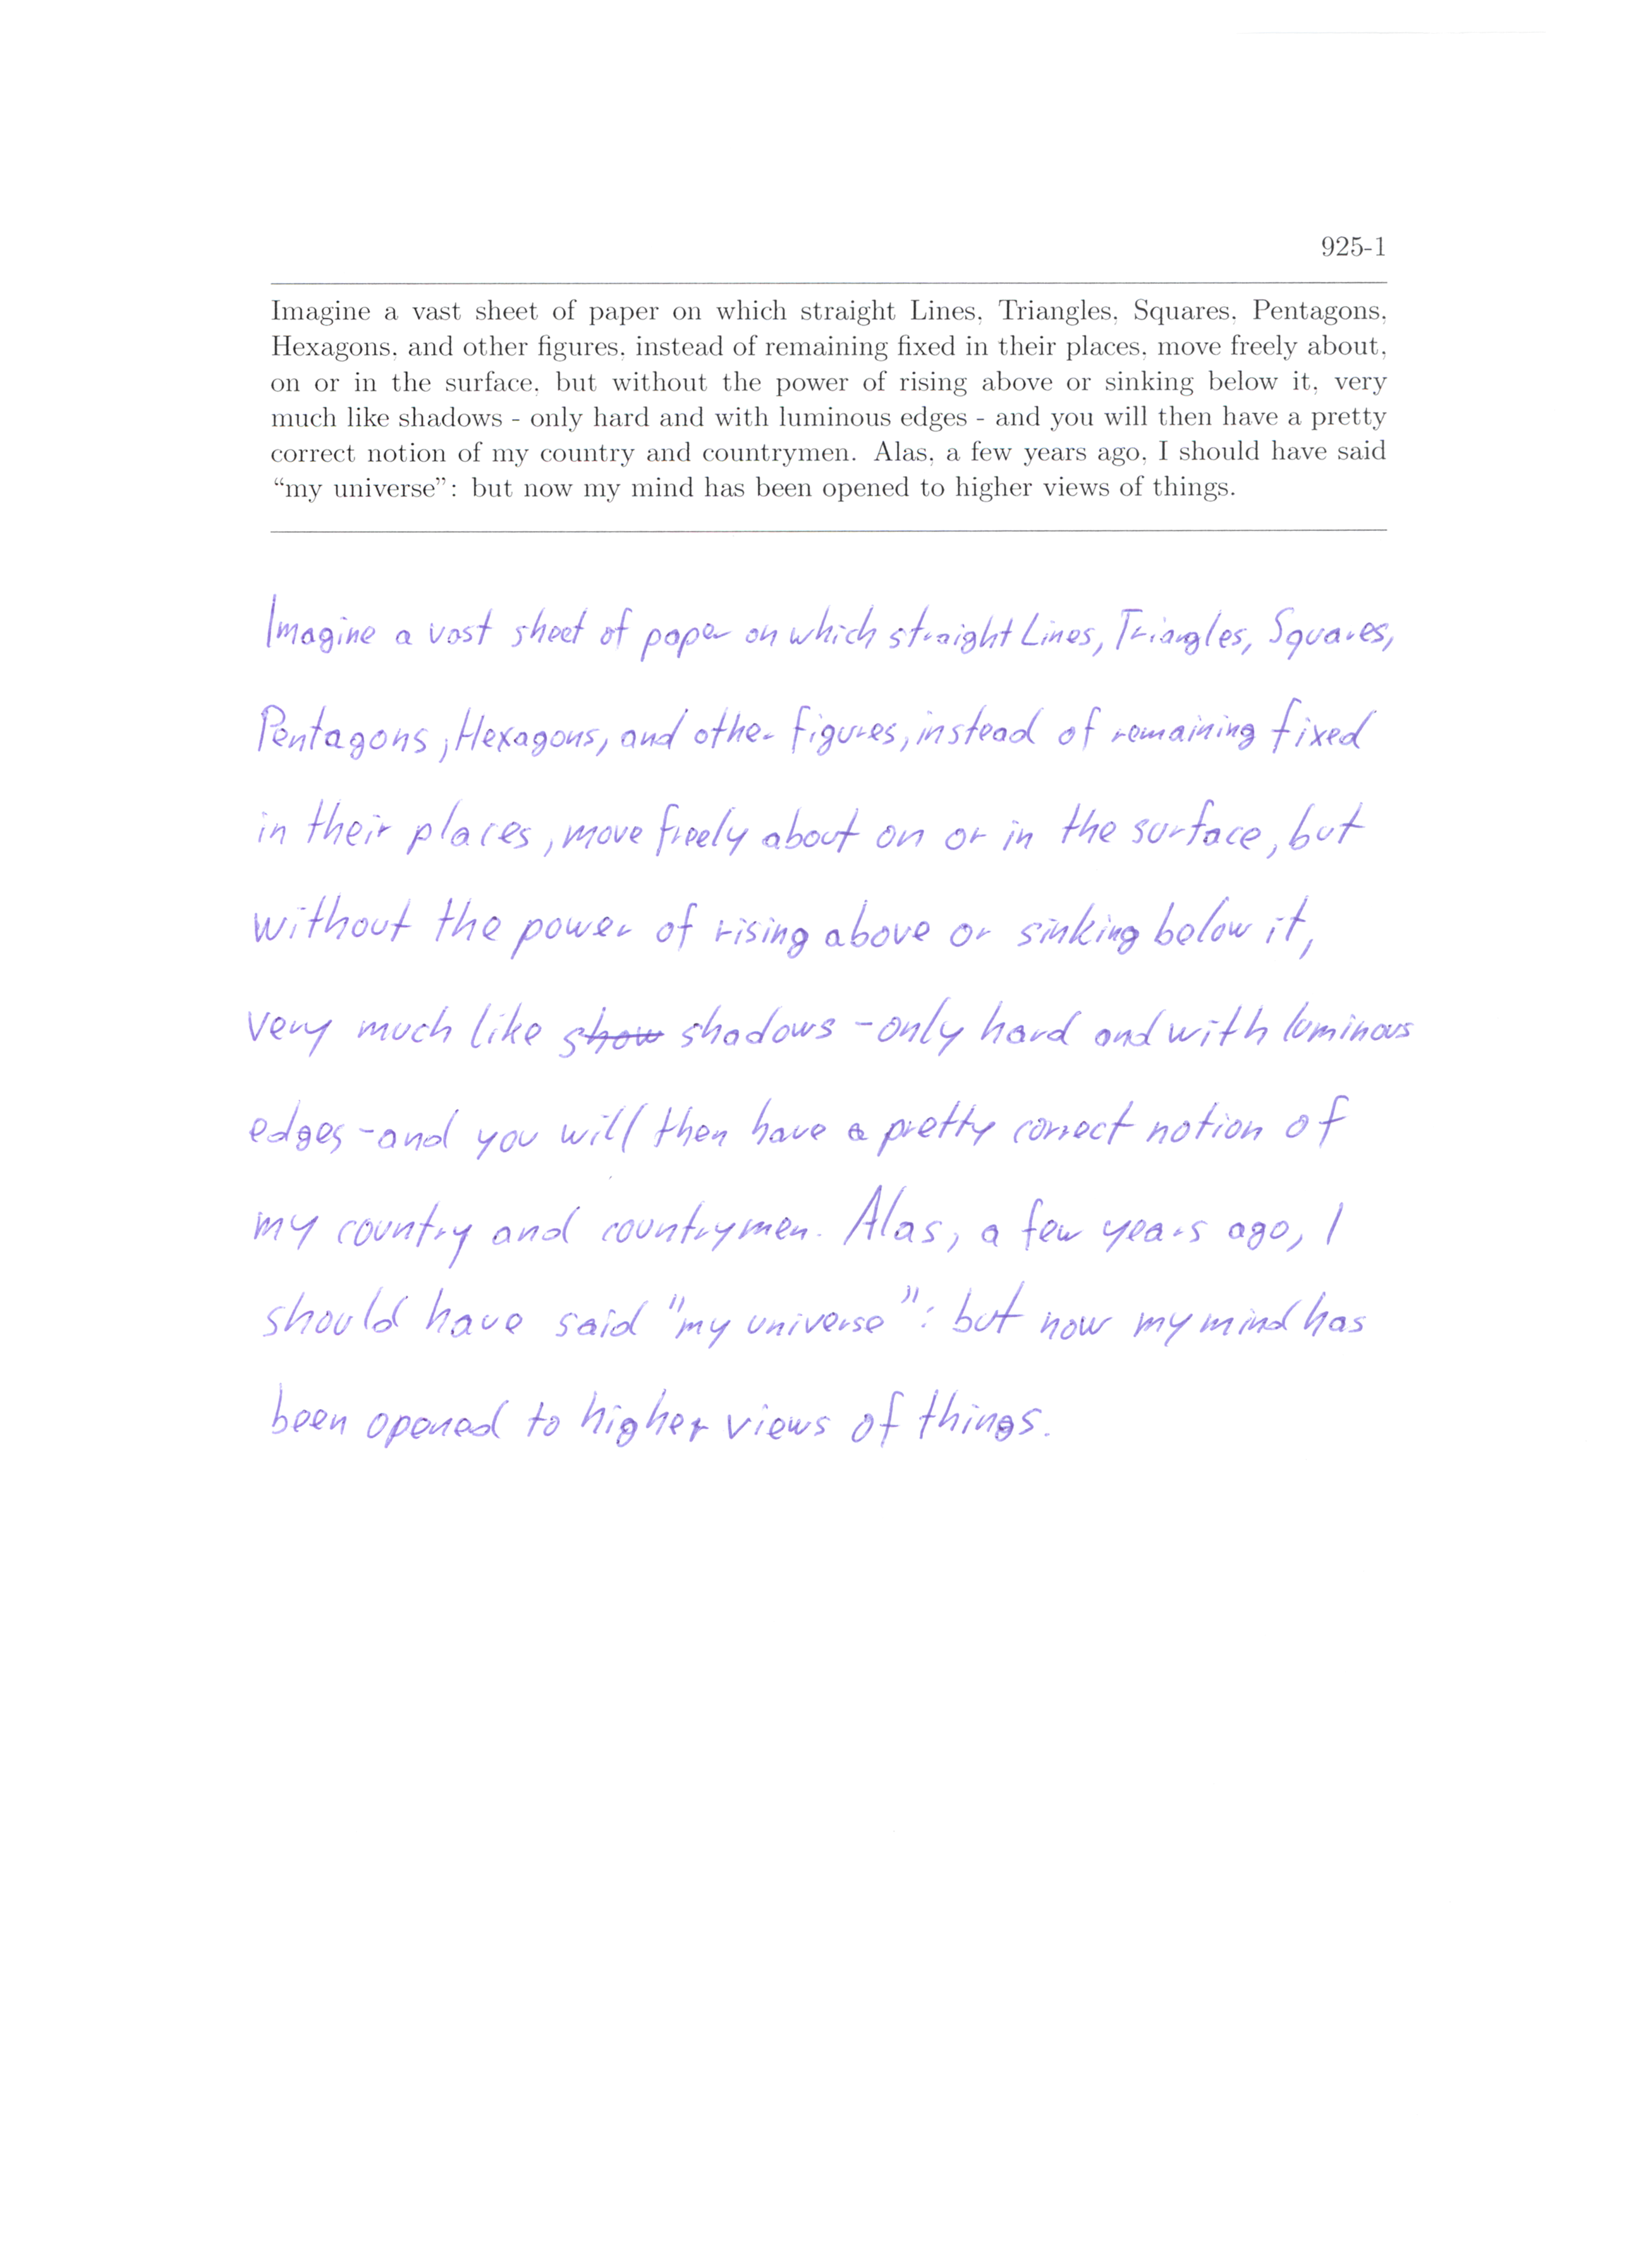 925-1
Imagine a vast sheet of paper on which straight Lines, Triangles, Squares, Pentagons,
Hexagons, and other figures, instead of remaining fixed in their places, move freely about,
on or in the surface, but without the power of rising above or sinking below it, very
much like shadows - only hard and with luminous edges - and you will then have a pretty
correct notion of my country and countrymen. Alas, a few years ago, I should have said
“my universe”: but now my mind has been opened to higher views of things.
Imagine a vast sheet of paper on which straight Lines, Triangles, Squares,
Pentagons, Hexagons, and other figures, instead of remaining fixed
in their places, move freely about on or in the surface, but
without the power of rising above or sinking below it,
very much like show shadows - only hard and with luminous
edges - and you will then have a pretty correct notion of
my country and countrymen. Alas, a few years ago, I
should have said "my universe": but now my mind has
been opened to higher views of things.